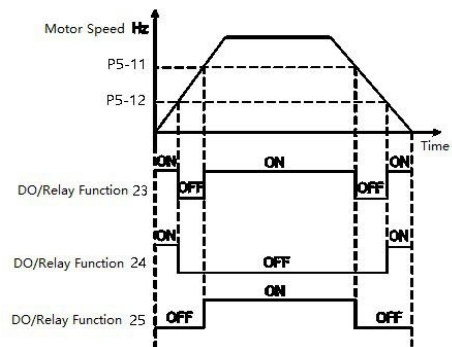 Motor Speed Hz
P5-11
P5-12
Time
ON ON ON
DO/Relay Function 23 OFF OFF
ON ON
DO/Relay Function 24 OFF
ON
DO/Relay Function 25 OFF OFF